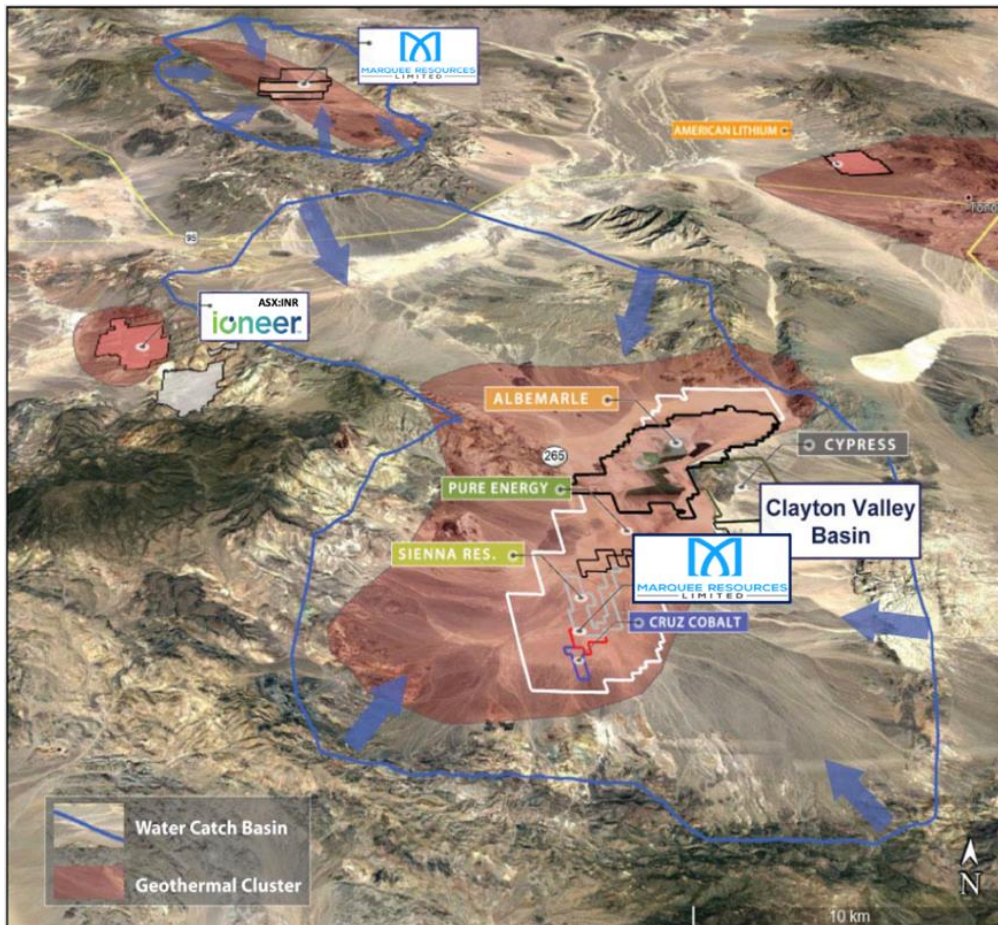 MARQUEE RESOURCES
LIMITED
AMERICAN LITHIUM
95
ASX:INR
ioneer
ALBEMARLE
265
CYPRESS
PURE ENERGY
Clayton Valley
Basin
SIENNA RES.
MARQUEE RESOURCES
LIMITED
CRUZ COBALT
Water Catch Basin
Geothermal Cluster
N
10 km